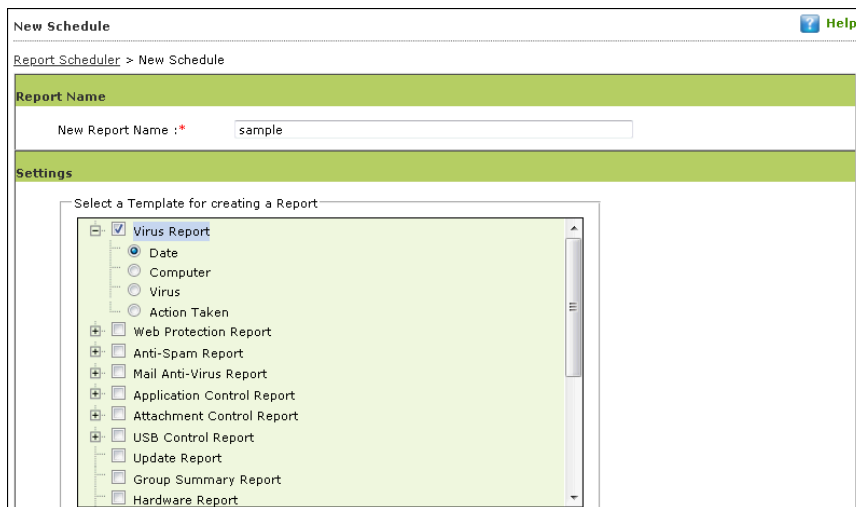 New Schedule
Help
Report Scheduler > New Schedule
Report Name
New Report Name :*
sample
Settings
Select a Template for creating a Report
Virus Report
Date
Computer
Virus
Action Taken
Web Protection Report
Anti-Spam Report
Mail Anti-Virus Report
Application Control Report
Attachment Control Report
USB Control Report
Update Report
Group Summary Report
Hardware Report